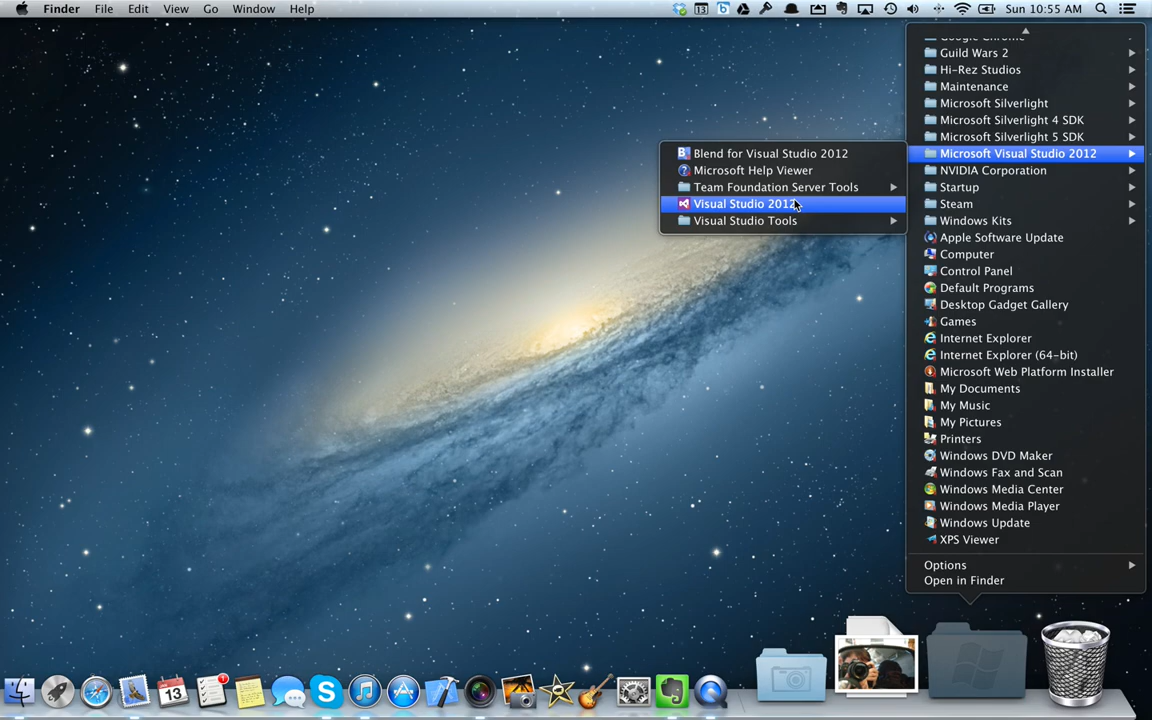 Finder File Edit View Go Window Help 13 Sun 10:55 AM
Google Chrome
Guild Wars 2
Hi-Rez Studios
Maintenance
Microsoft Silverlight
Microsoft Silverlight 4 SDK
Microsoft Silverlight 5 SDK
Microsoft Visual Studio 2012
NVIDIA Corporation
Startup
Steam
Windows Kits
Apple Software Update
Computer
Control Panel
Default Programs
Desktop Gadget Gallery
Games
Internet Explorer
Internet Explorer (64-bit)
Microsoft Web Platform Installer
My Documents
My Music
My Pictures
Printers
Windows DVD Maker
Windows Fax and Scan
Windows Media Center
Windows Media Player
Windows Update
XPS Viewer
Options
Open in Finder
Blend for Visual Studio 2012
Microsoft Help Viewer
Team Foundation Server Tools
Visual Studio 2012
Visual Studio Tools
13
1